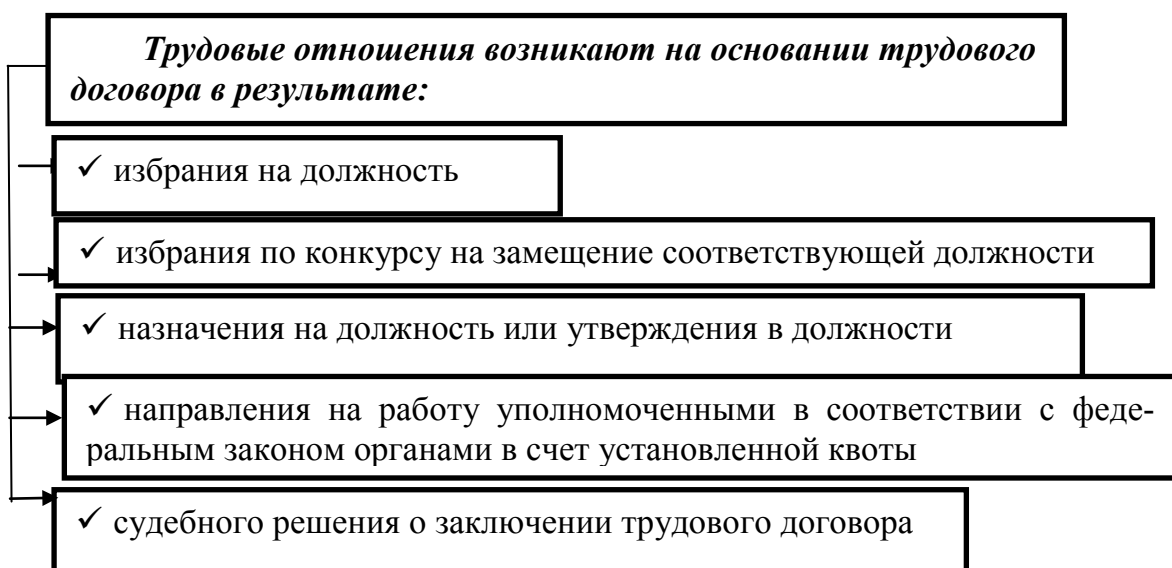 Трудовые отношения возникают на основании трудового
договора в результате:
✓ избрания на должность
✓ избрания по конкурсу на замещение соответствующей должности
✓ назначения на должность или утверждения в должности
✓ направления на работу уполномоченными в соответствии с феде-
ральным законом органами в счет установленной квоты
✓ судебного решения о заключении трудового договора